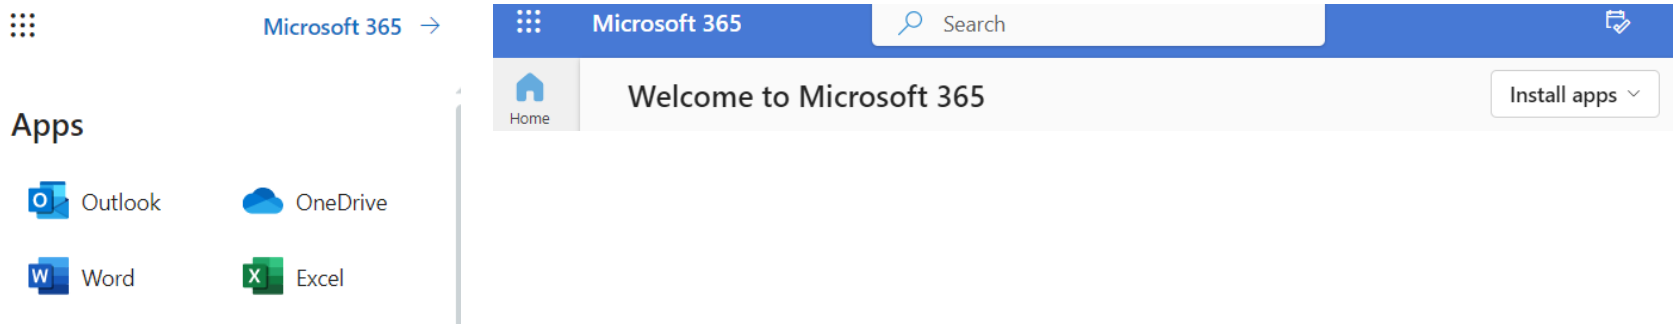 Microsoft 365 →
Apps
Outlook
OneDrive
Word
Excel
Microsoft 365
Search
Home
Welcome to Microsoft 365
Install apps